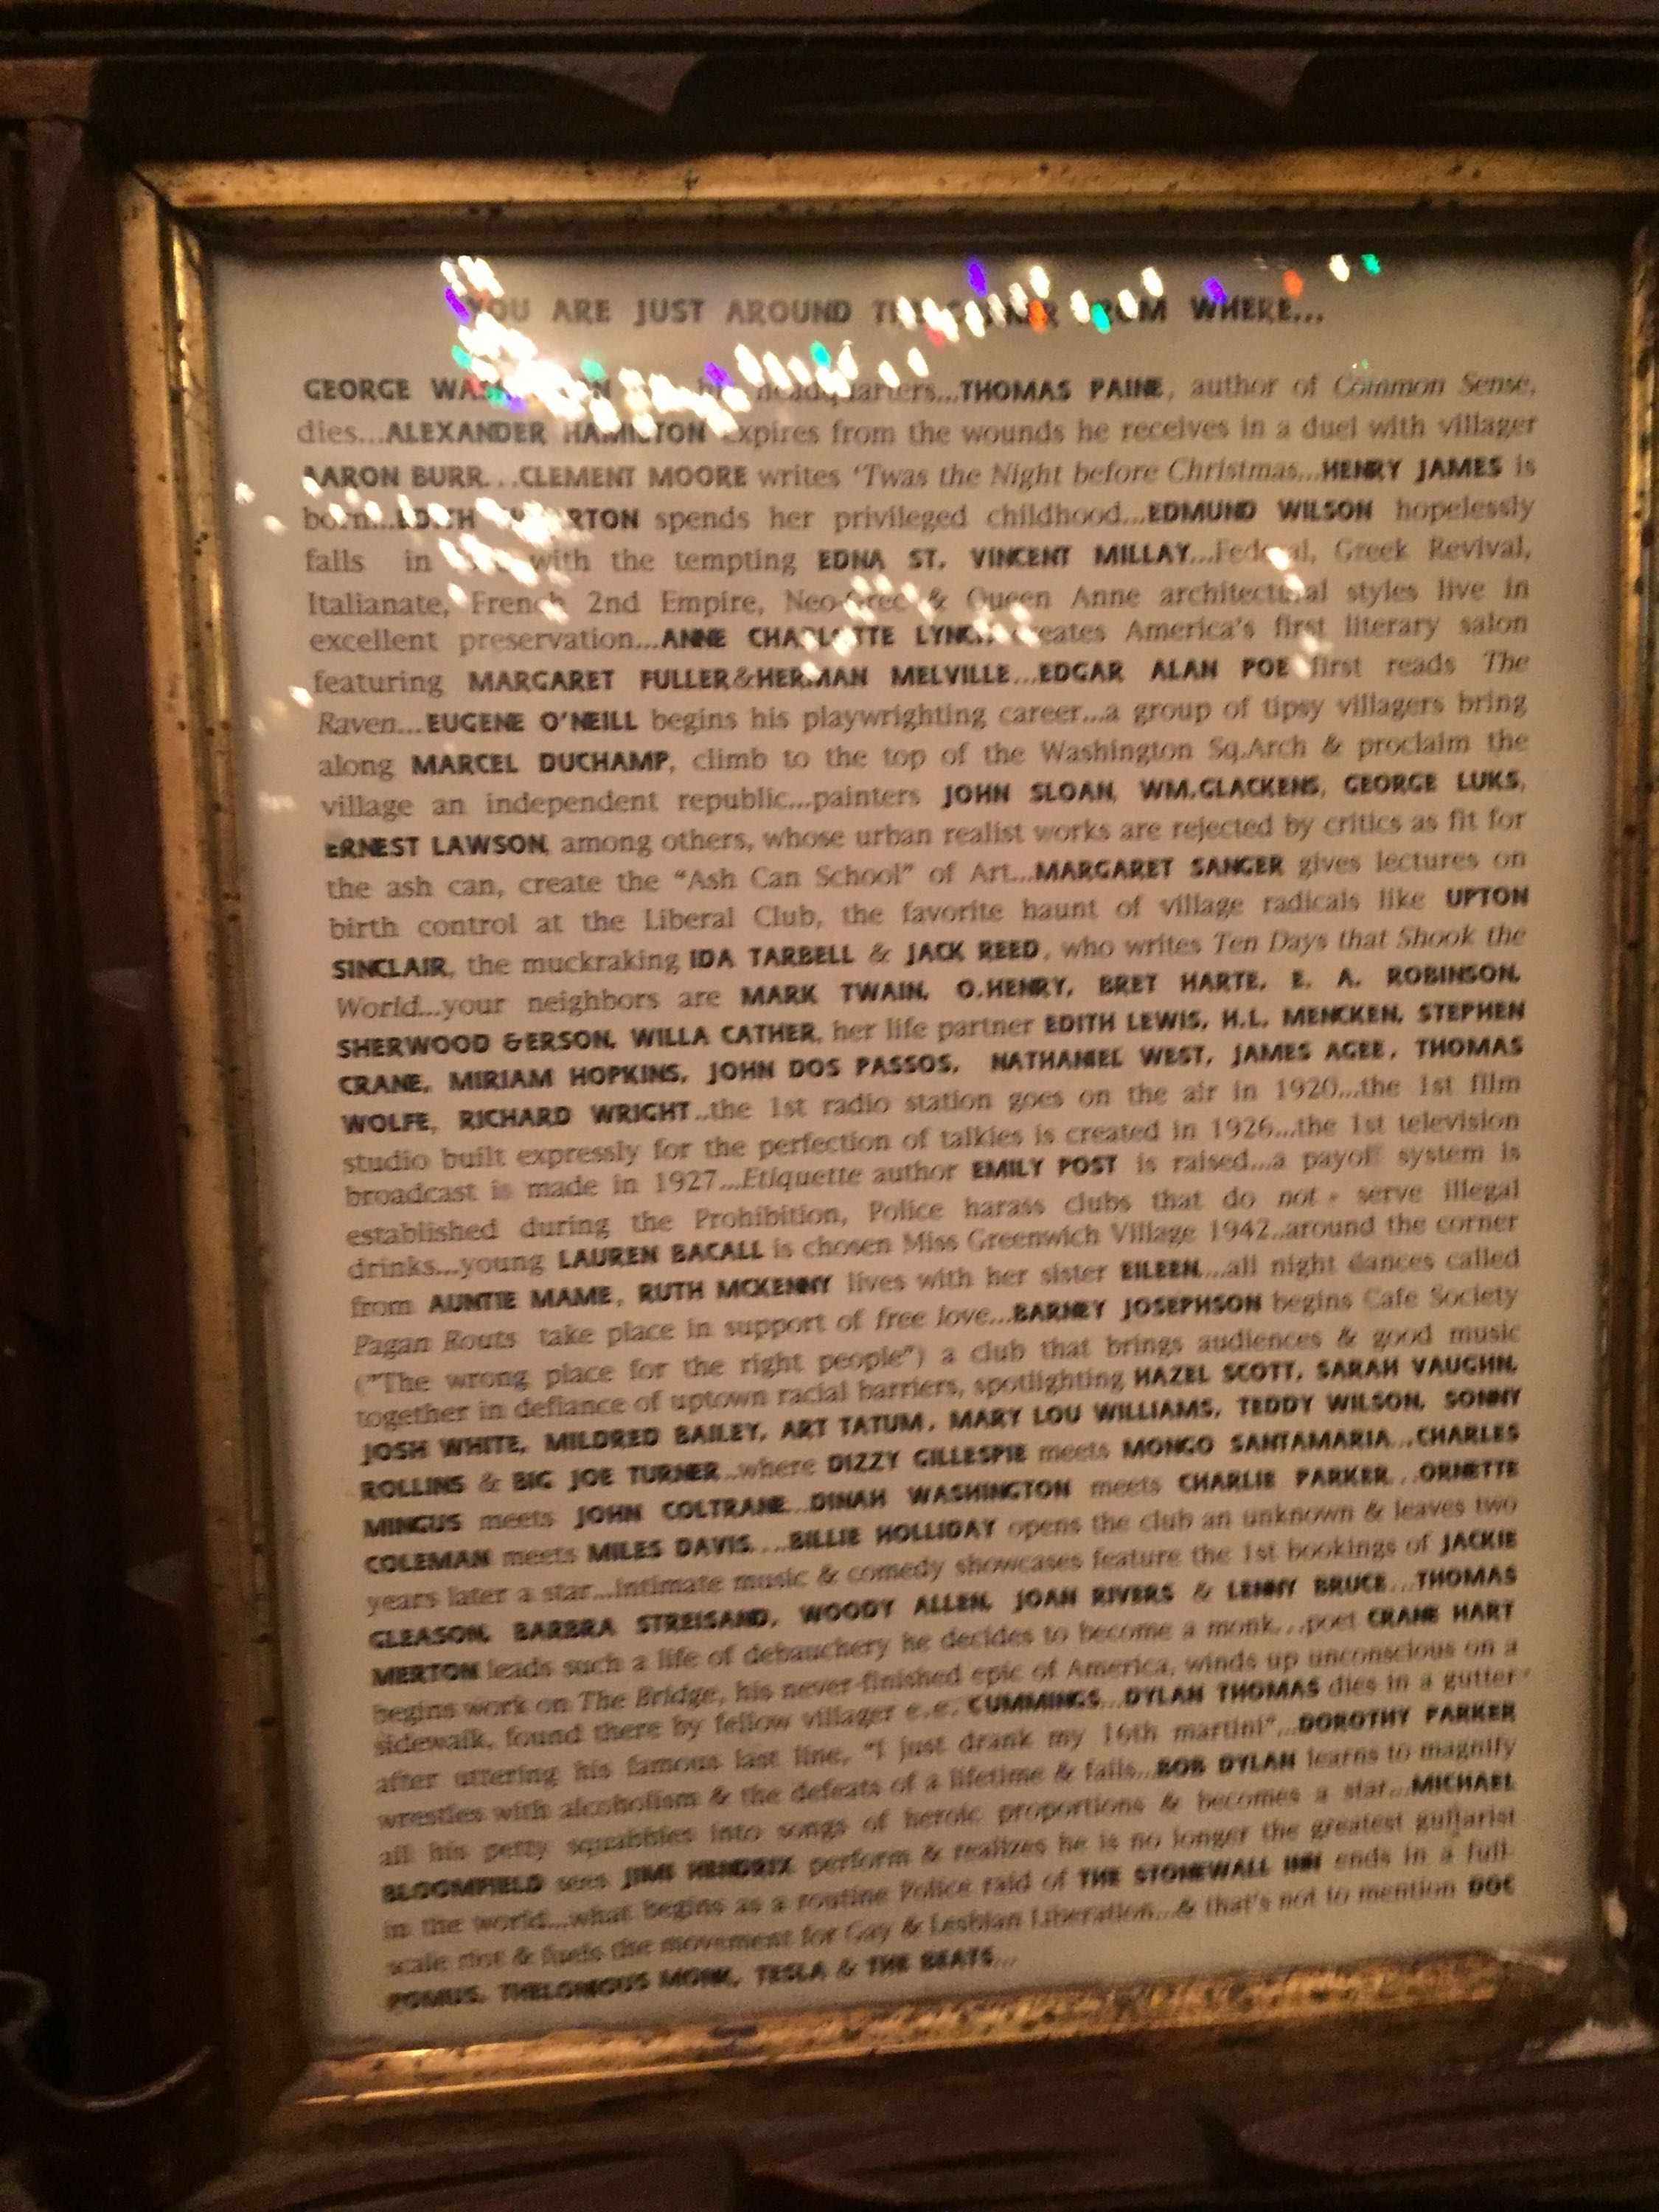 YOU ARE JUST AROUND THE CORNER FROM WHERE...
GEORGE WASHINGTON his headquarters...THOMAS PAINE, author of Common Sense,
dies...ALEXANDER HAMILTON expires from the wounds he receives in a duel with villager
AARON BURR...CLEMENT MOORE writes 'Twas the Night before Christmas...HENRY JAMES is
born...EDITH WHARTON spends her privileged childhood...EDMUND WILSON hopelessly
falls in love with the tempting EDNA ST. VINCENT MILLAY...Federal, Greek Revival,
Italianate, French 2nd Empire, Neo-Grec & Queen Anne architectural styles live in
excellent preservation...ANNE CHARLOTTE LYNCH creates America's first literary salon
featuring MARGARET FULLER&HERMAN MELVILLE...EDGAR ALAN POE first reads The
Raven...EUGENE O'NEILL begins his playwrighting career...a group of tipsy villagers bring
along MARCEL DUCHAMP, climb to the top of the Washington Sq.Arch & proclaim the
village an independent republic...painters JOHN SLOAN, WM.GLACKENS, GEORGE LUKS,
ERNEST LAWSON, among others, whose urban realist works are rejected by critics as fit for
the ash can, create the "Ash Can School" of Art...MARGARET SANGER gives lectures on
birth control at the Liberal Club, the favorite haunt of village radicals like UPTON
SINCLAIR, the muckraking IDA TARBELL & JACK REED, who writes Ten Days that Shook the
World...your neighbors are MARK TWAIN, O.HENRY, BRET HARTE, E. A. ROBINSON,
SHERWOOD &ERSON, WILLA CATHER, her life partner EDITH LEWIS, H.L. MENCKEN, STEPHEN
CRANE, MIRIAM HOPKINS, JOHN DOS PASSOS, NATHANIEL WEST, JAMES AGEE, THOMAS
WOLFE, RICHARD WRIGHT...the 1st radio station goes on the air in 1920...the 1st film
studio built expressly for the perfection of talkies is created in 1926...the 1st television
broadcast is made in 1927...Etiquette author EMILY POST is raised...a payoff system is
established during the Prohibition, Police harass clubs that do not serve illegal
drinks...young LAUREN BACALL is chosen Miss Greenwich Village 1942..around the corner
from AUNTIE MAME, RUTH MCKENNY lives with her sister EILEEN....all night dances called
Pagan Routs take place in support of free love...BARNEY JOSEPHSON begins Cafe Society
("The wrong place for the right people") a club that brings audiences & good music
together in defiance of uptown racial barriers, spotlighting HAZEL SCOTT, SARAH VAUGHN,
JOSH WHITE, MILDRED BAILEY, ART TATUM, MARY LOU WILLIAMS, TEDDY WILSON, SONNY
ROLLINS & BIG JOE TURNER...where DIZZY GILLESPIE meets MONGO SANTAMARIA...CHARLES
MINGUS meets JOHN COLTRANE...DINAH WASHINGTON meets CHARLIE PARKER...ORNETTE
COLEMAN meets MILES DAVIS....BILLIE HOLLIDAY opens the club an unknown & leaves two
years later a star...intimate music & comedy showcases feature the 1st bookings of JACKIE
GLEASON, BARBRA STREISAND, WOODY ALLEN, JOAN RIVERS & LENNY BRUCE...THOMAS
MERTON leads such a life of debauchery he decides to become a monk...poet CRANE HART
begins work on The Bridge, his never-finished epic of America, winds up unconscious on a
sidewalk, found there by fellow villager e.e. CUMMINGS...DYLAN THOMAS dies in a gutter
after uttering his famous last line, "I just drank my 16th martini"...DOROTHY PARKER
wrestles with alcoholism & the defeats of a lifetime & fails...BOB DYLAN learns to magnify
all his petty squabbles into songs of heroic proportions & becomes a star...MICHAEL
BLOOMFIELD sees JIMI HENDRIX perform & realizes he is no longer the greatest guitarist
in the world...what begins as a routine Police raid of THE STONEWALL INN ends in a full-
scale riot & fuels the movement for Gay & Lesbian Liberation...& that's not to mention DOC
POMUS, THELONIOUS MONK, TESLA & THE BEATS...